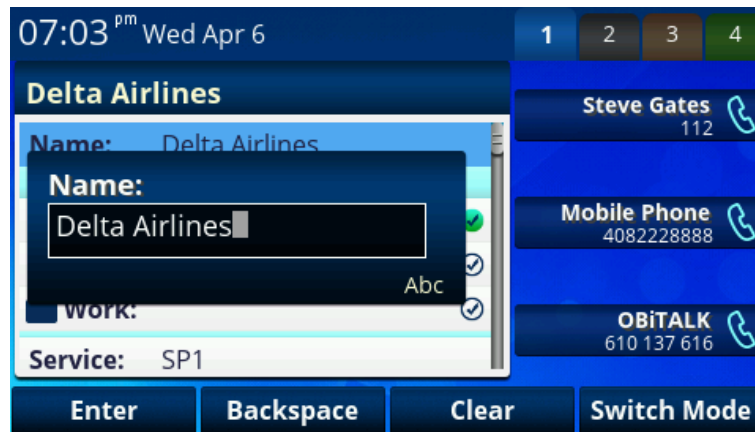 07:03 pm Wed Apr 6
1 2 3 4
Delta Airlines
Name: Delta Airlines
Name:
Delta Airlines
Abc
Work:
Service: SP1
Steve Gates
112
Mobile Phone
4082228888
OBiTALK
610 137 616
Enter Backspace Clear Switch Mode